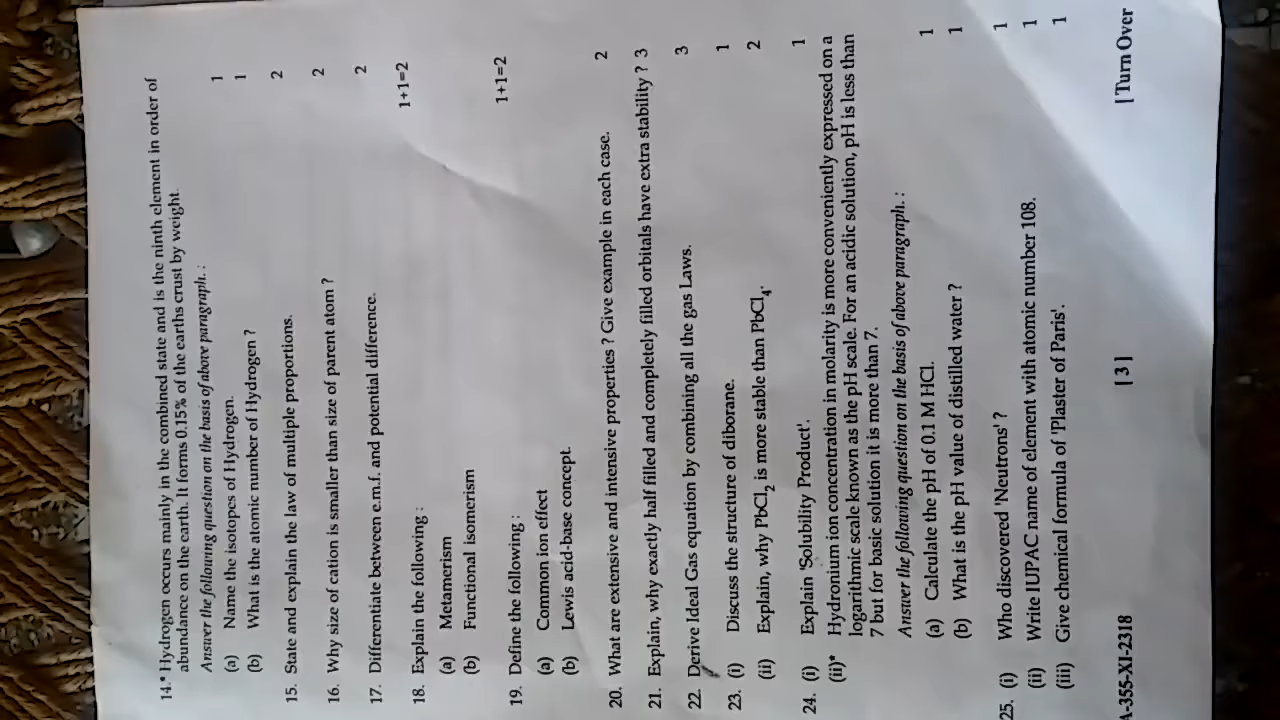 14.* Hydrogen occurs mainly in the combined state and is the ninth element in order of
abundance on the earth. It forms 0.15% of the earths crust by weight.
Answer the following question on the basis of above paragraph. :
(a) Name the isotopes of Hydrogen. 1
(b) What is the atomic number of Hydrogen ? 1
15. State and explain the law of multiple proportions. 2
16. Why size of cation is smaller than size of parent atom ? 2
17. Differentiate between e.m.f. and potential difference. 2
18. Explain the following : 1+1=2
(a) Metamerism
(b) Functional isomerism
19. Define the following : 1+1=2
(a) Common ion effect
(b) Lewis acid-base concept.
20. What are extensive and intensive properties ? Give example in each case. 2
21. Explain, why exactly half filled and completely filled orbitals have extra stability ? 3
22. Derive Ideal Gas equation by combining all the gas Laws. 3
23. (i) Discuss the structure of diborane. 1
(ii) Explain, why PbCl₂ is more stable than PbCl₄. 2
24. (i) Explain 'Solubility Product'. 1
(ii)* Hydronium ion concentration in molarity is more conveniently expressed on a
logarithmic scale known as the pH scale. For an acidic solution, pH is less than
7 but for basic solution it is more than 7.
Answer the following question on the basis of above paragraph. :
(a) Calculate the pH of 0.1 M HCl. 1
(b) What is the pH value of distilled water ? 1
25. (i) Who discovered 'Neutrons' ? 1
(ii) Write IUPAC name of element with atomic number 108. 1
(iii) Give chemical formula of 'Plaster of Paris'. 1
A-355-XI-2318 [ 3 ] [ Turn Over